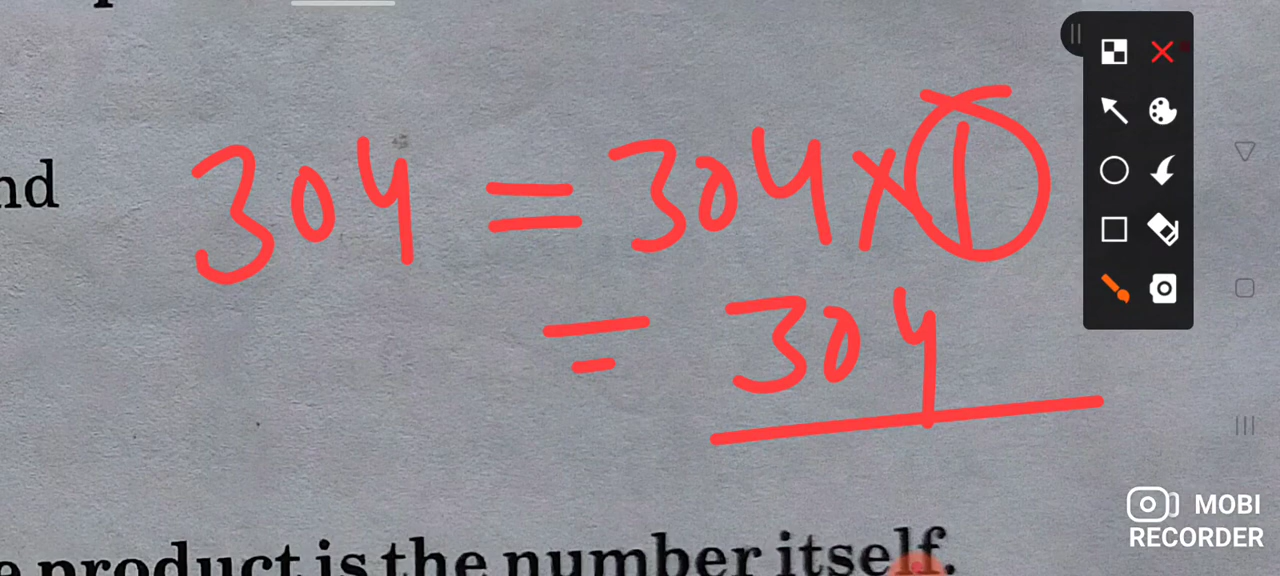 nd
304 = 304×1
= 304
product is the number itself.
MOBI
RECORDER